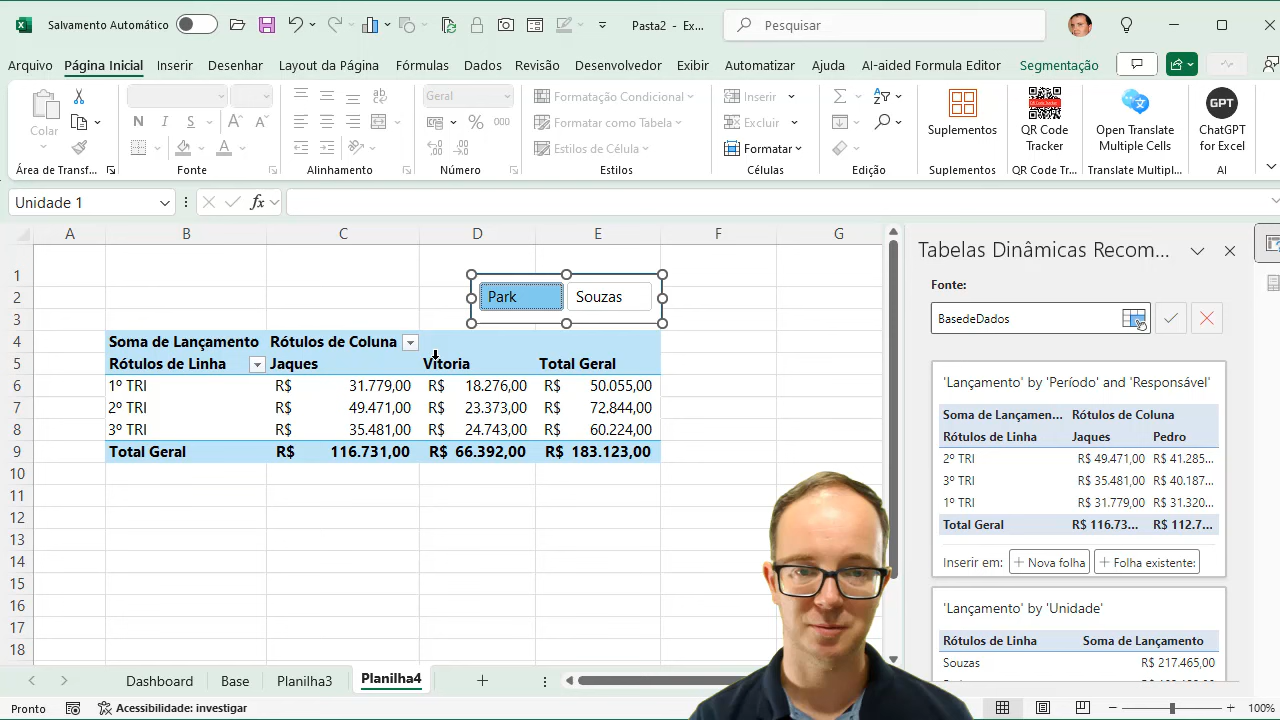 Salvamento Automático
Pasta2 - Ex...
Pesquisar
Arquivo Página Inicial Inserir Desenhar Layout da Página Fórmulas Dados Revisão Desenvolvedor Exibir Automatizar Ajuda AI-aided Formula Editor Segmentação
Colar
Área de Transf...
N I S
Fonte
ab
Alinhamento
Geral
% 000
Número
Formatação Condicional
Formatar como Tabela
Estilos de Célula
Estilos
Inserir
Excluir
Formatar
Células
Edição
Suplementos
Suplementos
QR Code Tracker
QR Code Tr...
Open Translate Multiple Cells
Translate Multipl...
GPT
ChatGPT for Excel
AI
Unidade 1
fx
A B C D E F G
1
2
3
Park Souzas
4 Soma de Lançamento Rótulos de Coluna
5 Rótulos de Linha Jaques Vitoria Total Geral
6 1º TRI R$ 31.779,00 R$ 18.276,00 R$ 50.055,00
7 2º TRI R$ 49.471,00 R$ 23.373,00 R$ 72.844,00
8 3º TRI R$ 35.481,00 R$ 24.743,00 R$ 60.224,00
9 Total Geral R$ 116.731,00 R$ 66.392,00 R$ 183.123,00
10
11
12
13
14
15
16
17
18
Tabelas Dinâmicas Recom...
Fonte:
BasedeDados
'Lançamento' by 'Período' and 'Responsável'
Soma de Lançamen... Rótulos de Coluna
Rótulos de Linha Jaques Pedro
2º TRI R$ 49.471,00 R$ 41.285...
3º TRI R$ 35.481,00 R$ 40.187...
1º TRI R$ 31.779,00 R$ 31.320...
Total Geral R$ 116.73... R$ 112.7...
Inserir em: + Nova folha + Folha existente:
'Lançamento' by 'Unidade'
Rótulos de Linha Soma de Lançamento
Souzas R$ 217.465,00
Dashboard Base Planilha3 Planilha4
Pronto
Acessibilidade: investigar
100%